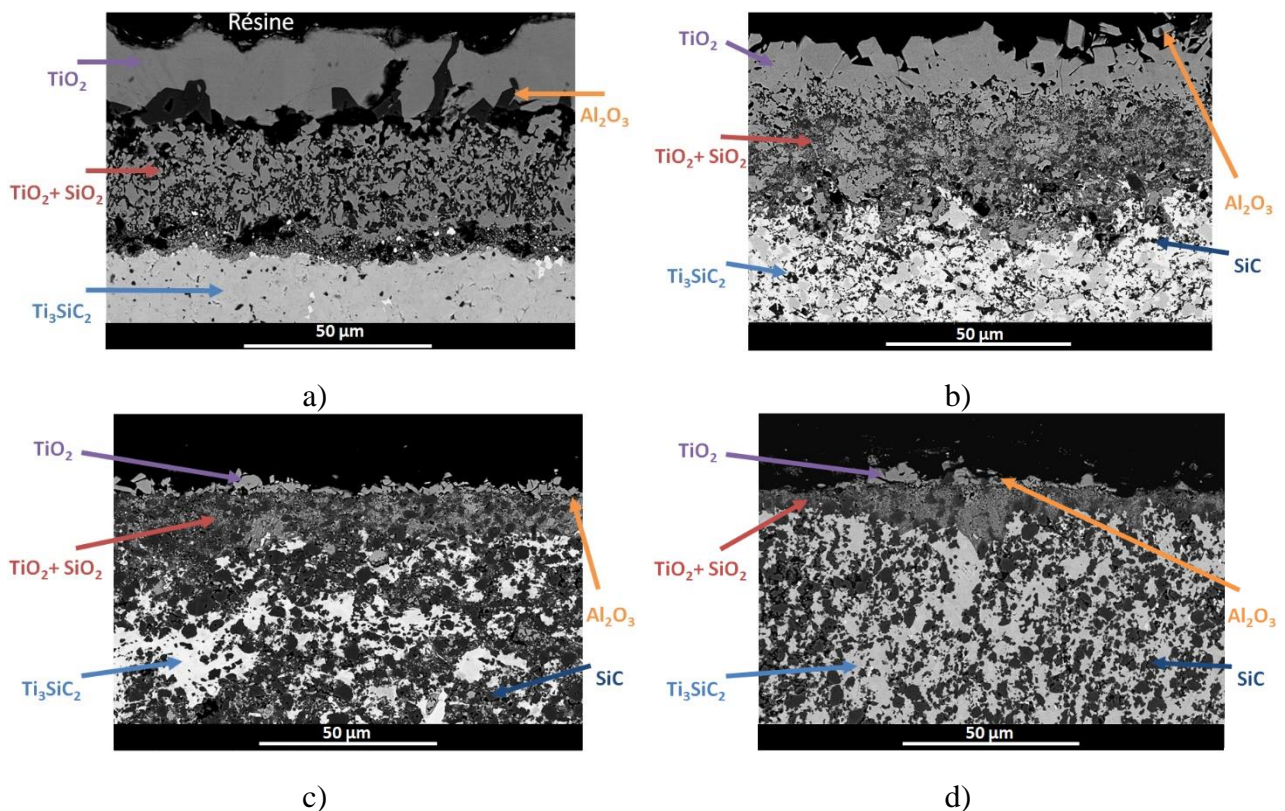 Résine
TiO₂
Al₂O₃
TiO₂+ SiO₂
Ti₃SiC₂
50 µm
a)
TiO₂
TiO₂+ SiO₂
Al₂O₃
SiC
Ti₃SiC₂
50 µm
b)
TiO₂
TiO₂+ SiO₂
Al₂O₃
Ti₃SiC₂
SiC
50 µm
c)
TiO₂
TiO₂+ SiO₂
Al₂O₃
Ti₃SiC₂
SiC
50 µm
d)